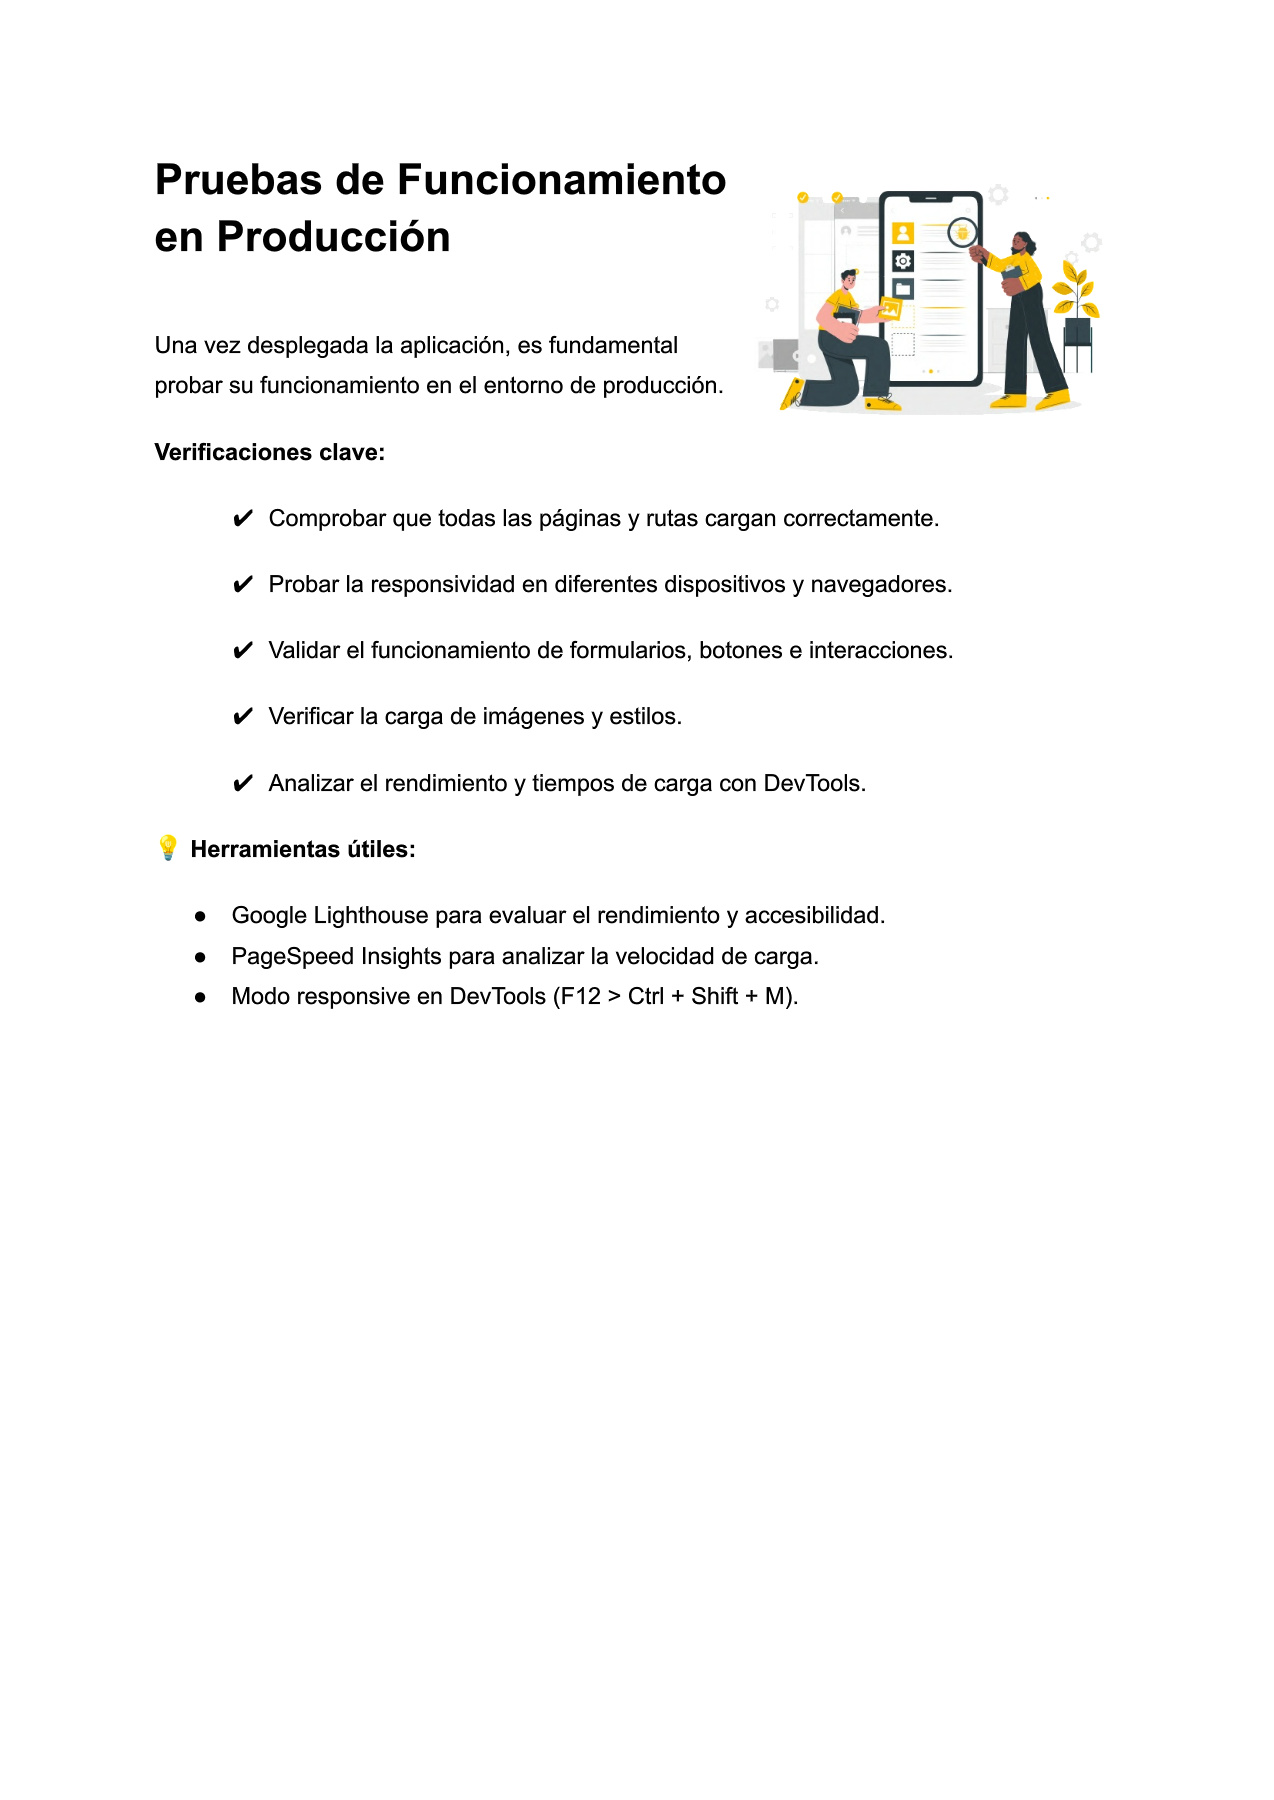 Pruebas de Funcionamiento
en Producción
Una vez desplegada la aplicación, es fundamental
probar su funcionamiento en el entorno de producción.
Verificaciones clave:
✔ Comprobar que todas las páginas y rutas cargan correctamente.
✔ Probar la responsividad en diferentes dispositivos y navegadores.
✔ Validar el funcionamiento de formularios, botones e interacciones.
✔ Verificar la carga de imágenes y estilos.
✔ Analizar el rendimiento y tiempos de carga con DevTools.
💡 Herramientas útiles:
● Google Lighthouse para evaluar el rendimiento y accesibilidad.
● PageSpeed Insights para analizar la velocidad de carga.
● Modo responsive en DevTools (F12 > Ctrl + Shift + M).